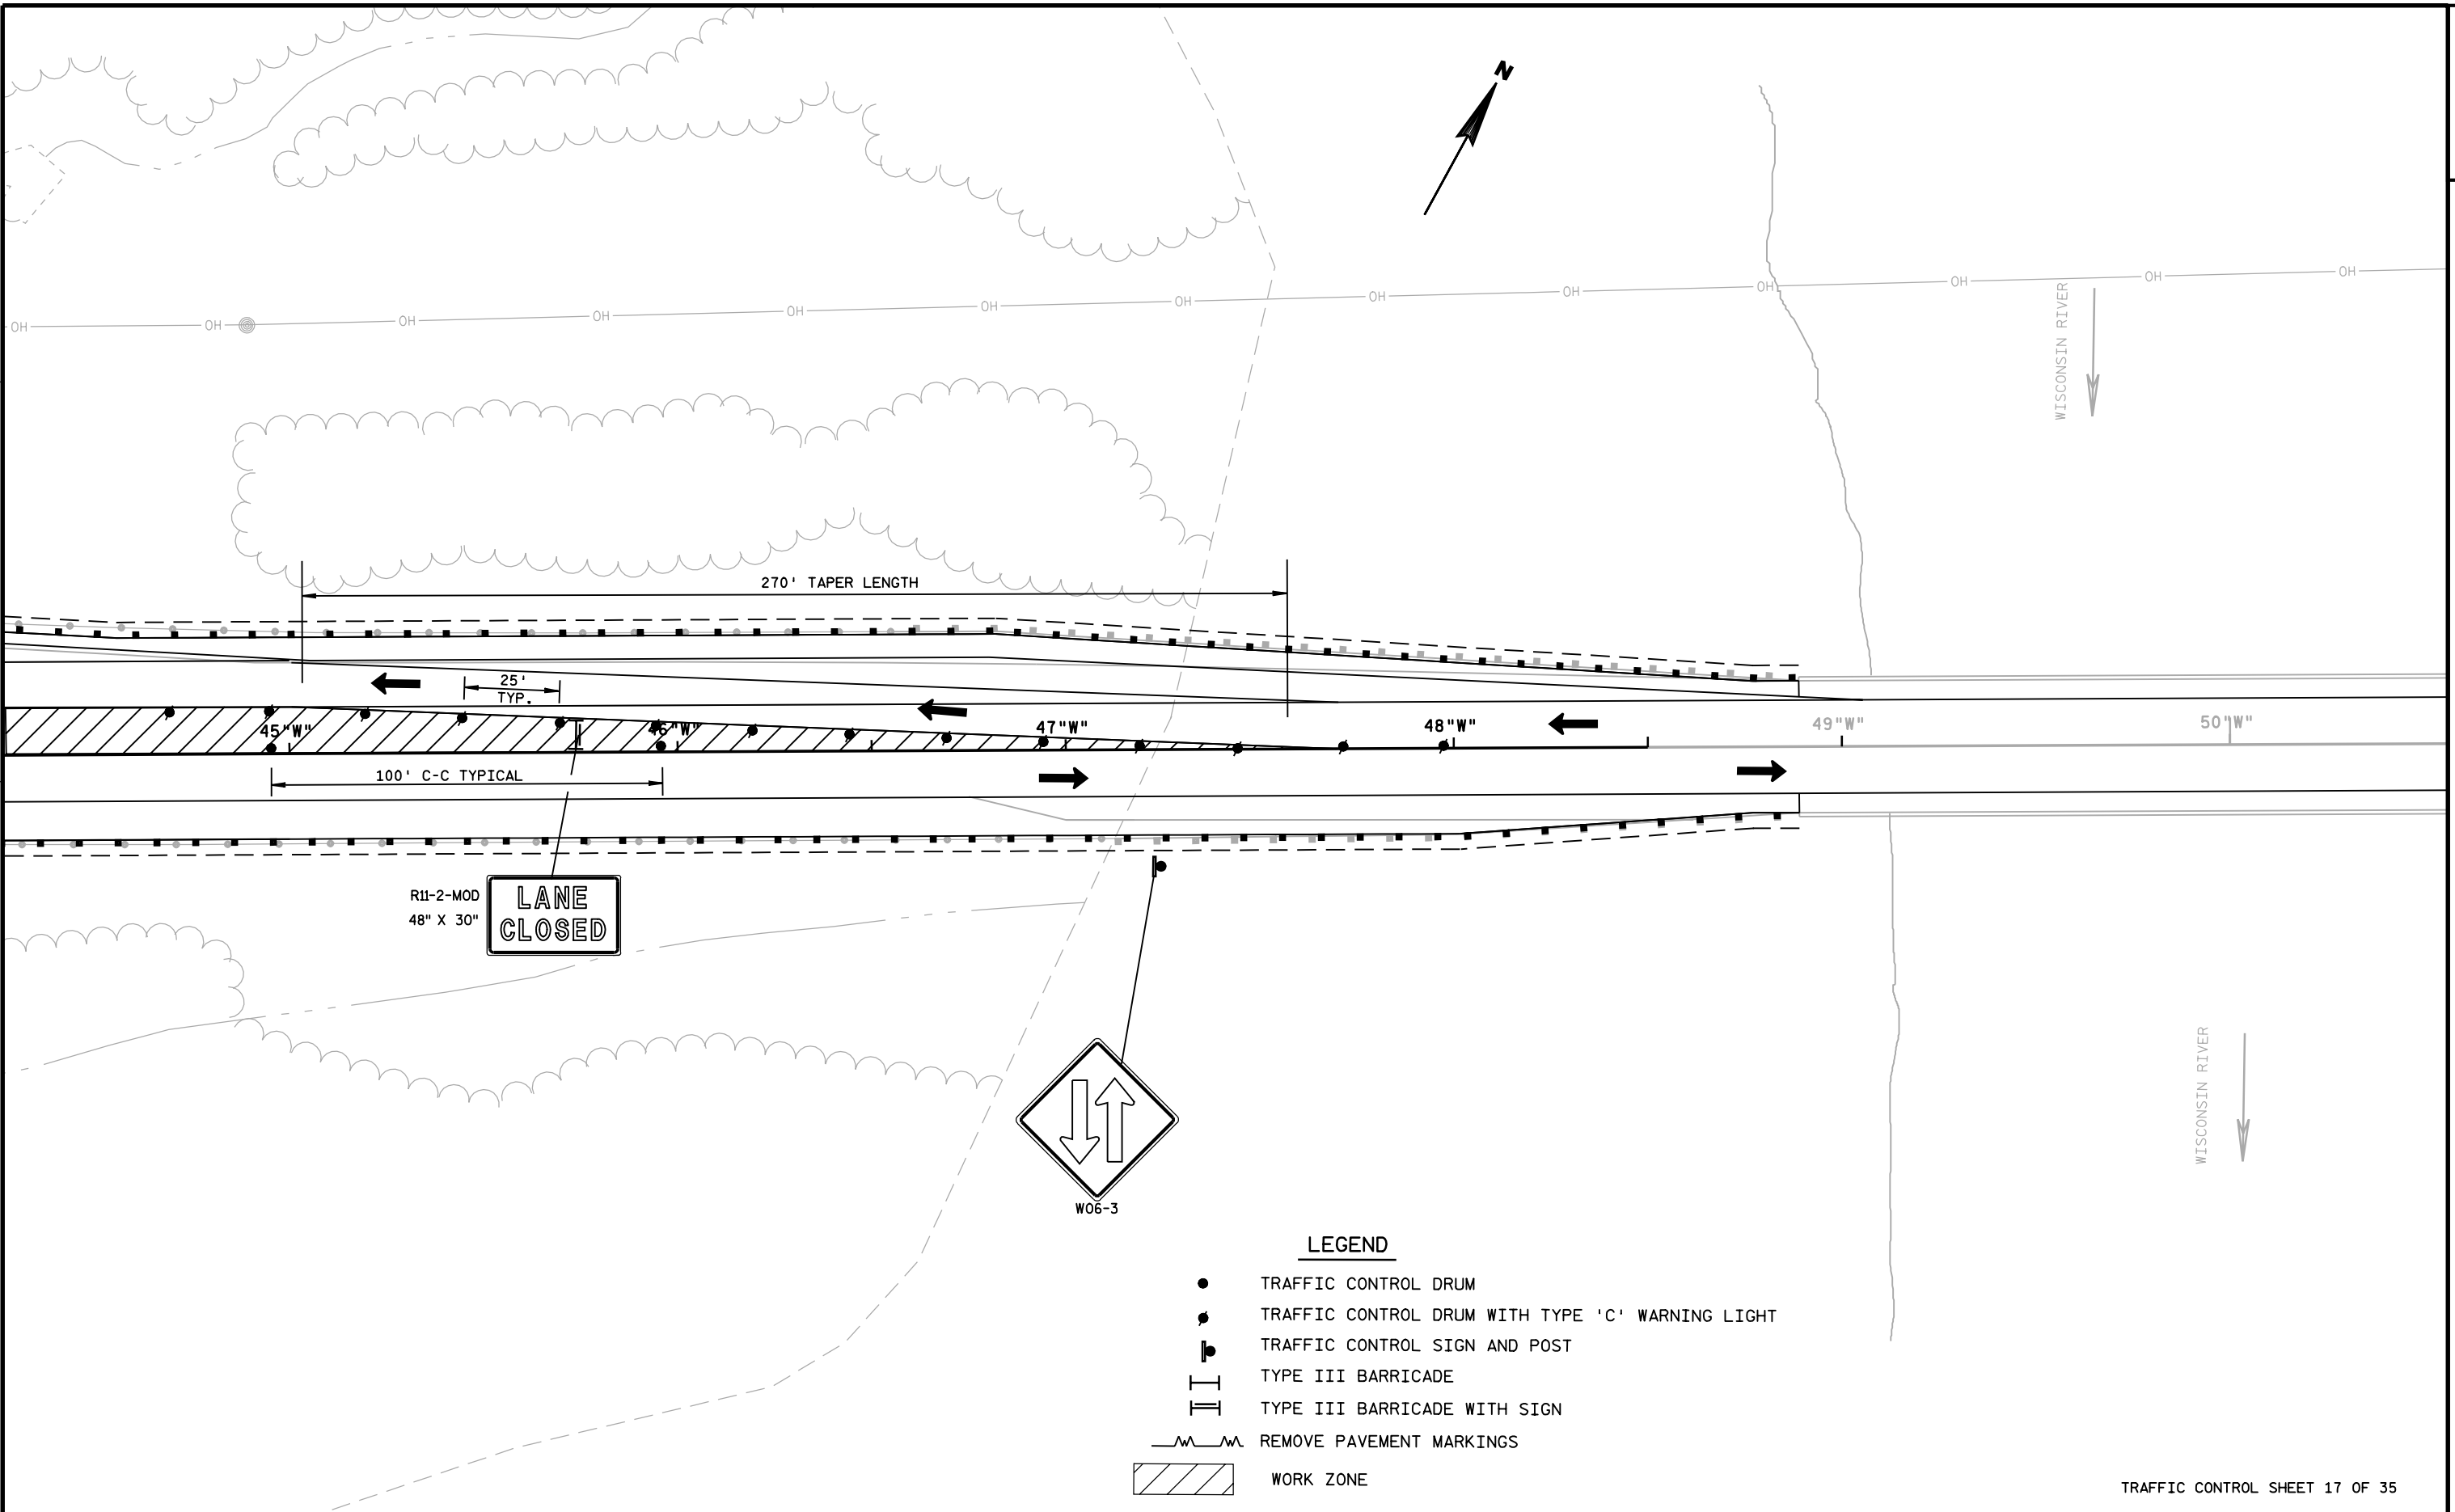 N
OH OH OH OH OH OH OH OH OH OH OH OH OH
WISCONSIN RIVER
270' TAPER LENGTH
25'
TYP.
45"W" 46"W" 47"W" 48"W" 49"W" 50"W"
100' C-C TYPICAL
R11-2-MOD
48" X 30"
LANE
CLOSED
WISCONSIN RIVER
WO6-3
LEGEND
TRAFFIC CONTROL DRUM
TRAFFIC CONTROL DRUM WITH TYPE 'C' WARNING LIGHT
TRAFFIC CONTROL SIGN AND POST
TYPE III BARRICADE
TYPE III BARRICADE WITH SIGN
REMOVE PAVEMENT MARKINGS
WORK ZONE
TRAFFIC CONTROL SHEET 17 OF 35